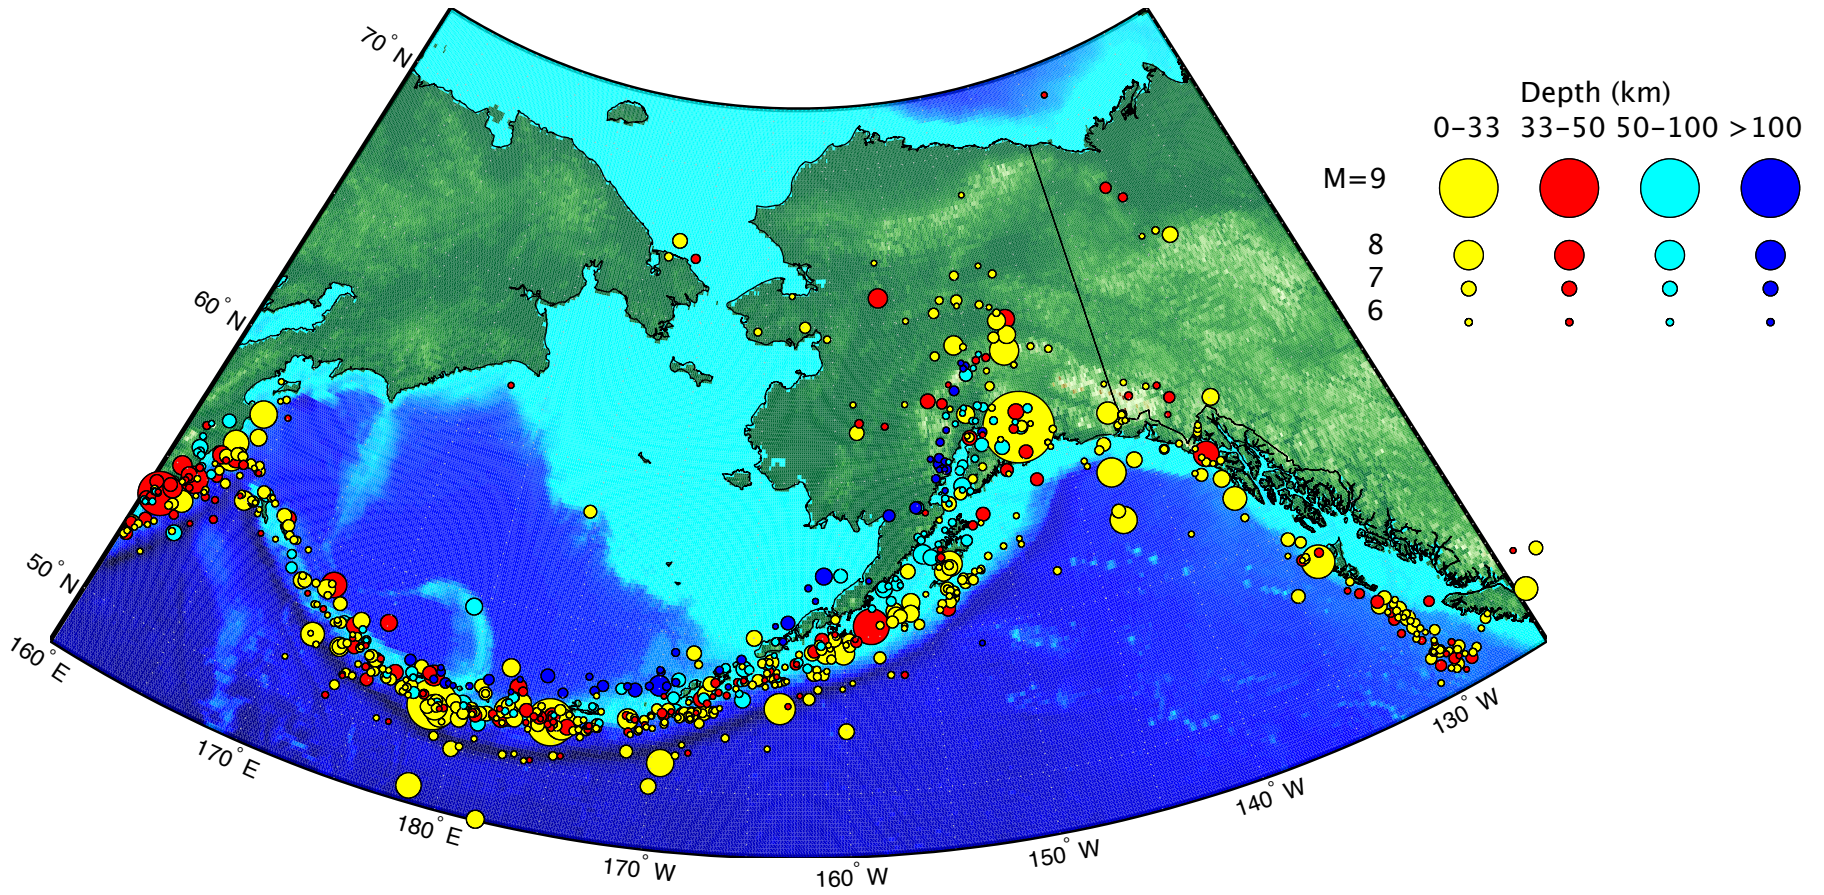 70° N
60° N
50° N
160° E
170° E
180° E
170° W
160° W
150° W
140° W
130° W
Depth (km)
0–33 33–50 50–100 >100
M=9
8
7
6